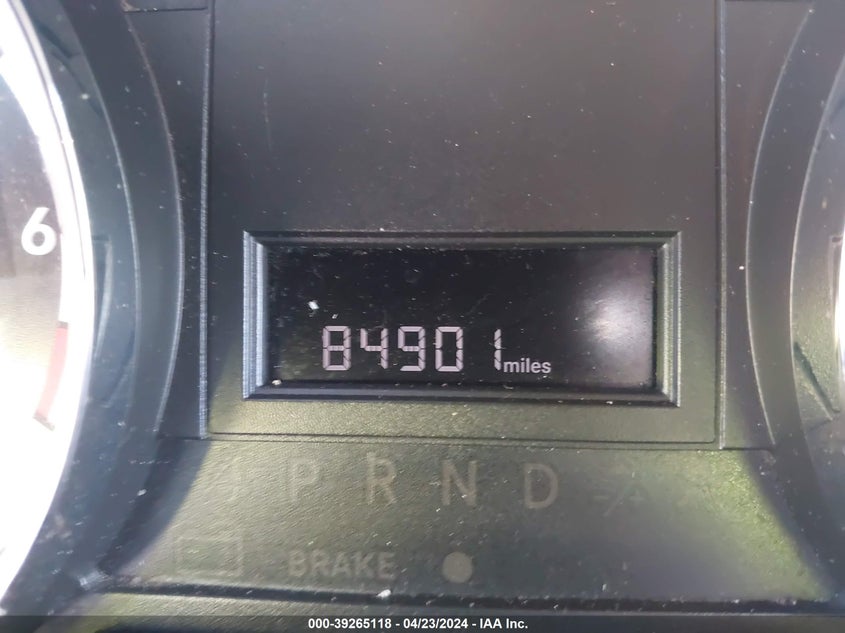 6
84901 miles
P R N D
BRAKE
000-39265118 - 04/23/2024 - IAA Inc.